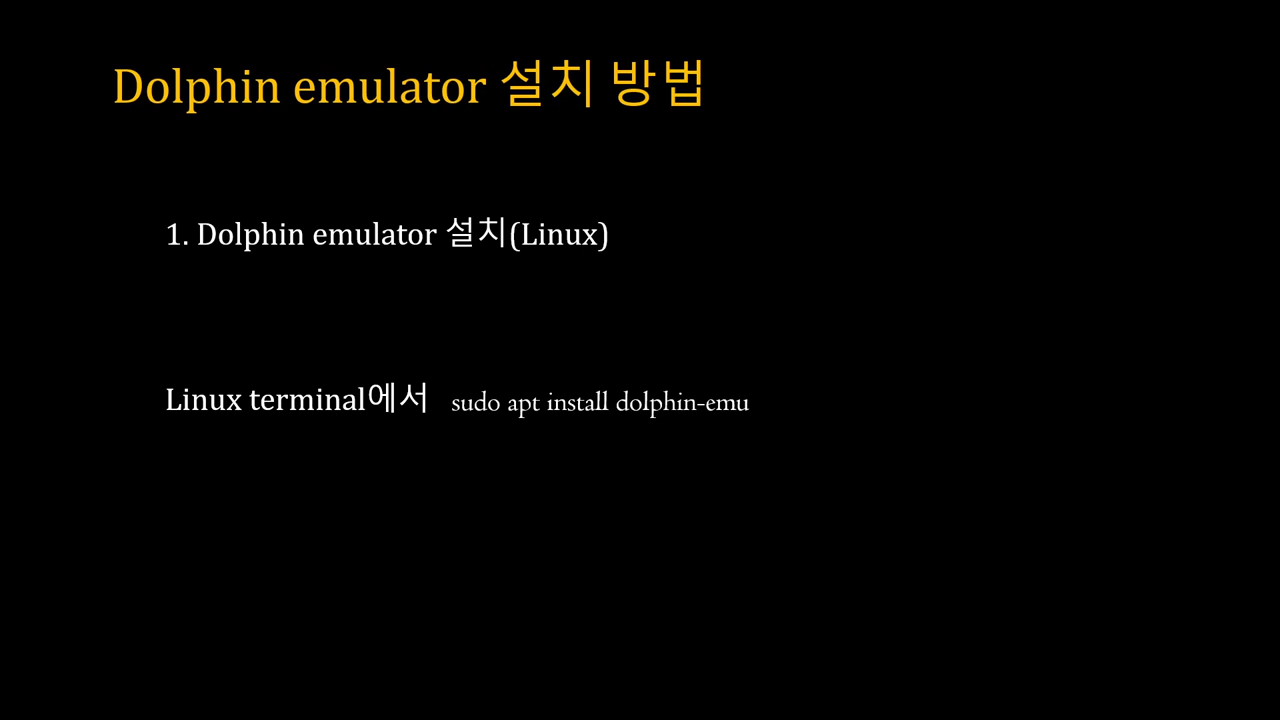 Dolphin emulator 설치 방법
1. Dolphin emulator 설치(Linux)
Linux terminal에서 sudo apt install dolphin-emu